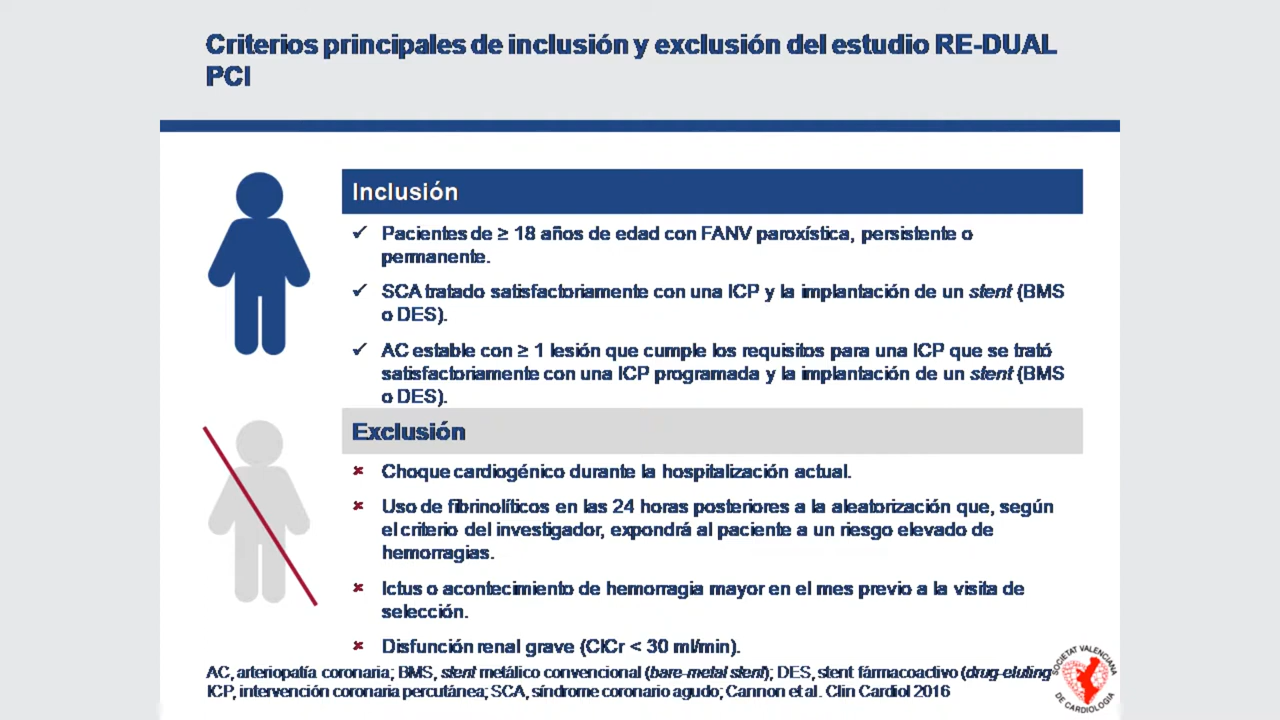 Criterios principales de inclusión y exclusión del estudio RE-DUAL
PCI
Inclusión
✓ Pacientes de ≥ 18 años de edad con FANV paroxística, persistente o
permanente.
✓ SCA tratado satisfactoriamente con una ICP y la implantación de un stent (BMS
o DES).
✓ AC estable con ≥ 1 lesión que cumple los requisitos para una ICP que se trató
satisfactoriamente con una ICP programada y la implantación de un stent (BMS
o DES).
Exclusión
× Choque cardiogénico durante la hospitalización actual.
× Uso de fibrinolíticos en las 24 horas posteriores a la aleatorización que, según
el criterio del investigador, expondrá al paciente a un riesgo elevado de
hemorragias.
× Ictus o acontecimiento de hemorragia mayor en el mes previo a la visita de
selección.
× Disfunción renal grave (ClCr < 30 ml/min).
AC, arteriopatía coronaria; BMS, stent metálico convencional (bare-metal stent); DES, stent fármacoactivo (drug-eluting
ICP, intervención coronaria percutánea; SCA, síndrome coronario agudo; Cannon et al. Clin Cardiol 2016
SOCIETAT VALENCIANA
DE CARDIOLOGIA